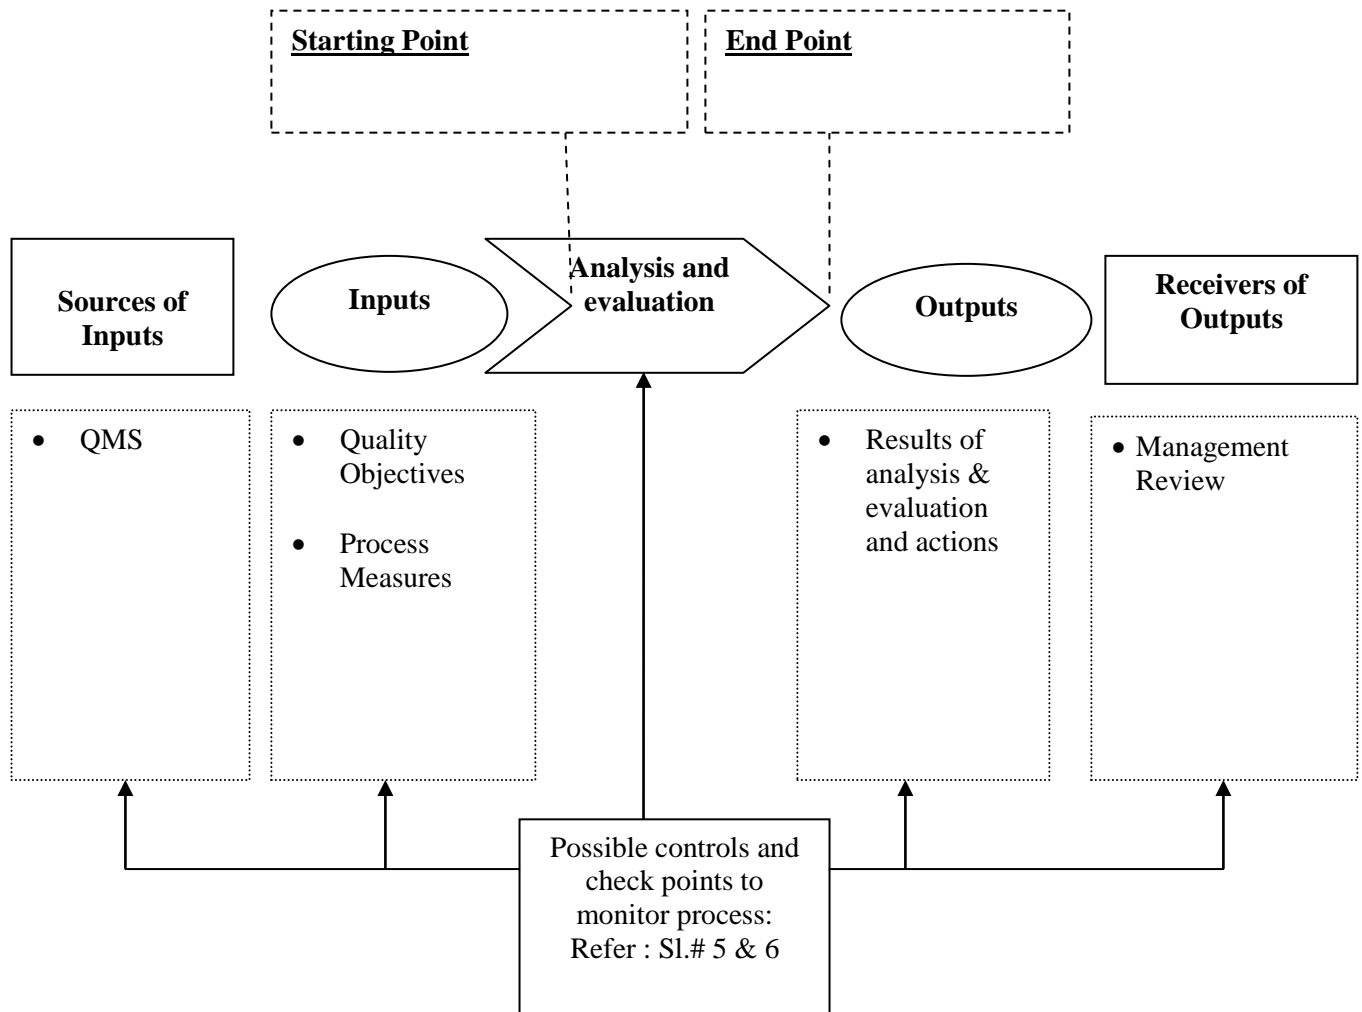 Starting Point
End Point
Sources of
Inputs
Inputs
Analysis and
evaluation
Outputs
Receivers of
Outputs
• QMS
• Quality
Objectives
• Process
Measures
• Results of
analysis &
evaluation
and actions
• Management
Review
Possible controls and
check points to
monitor process:
Refer : Sl.# 5 & 6